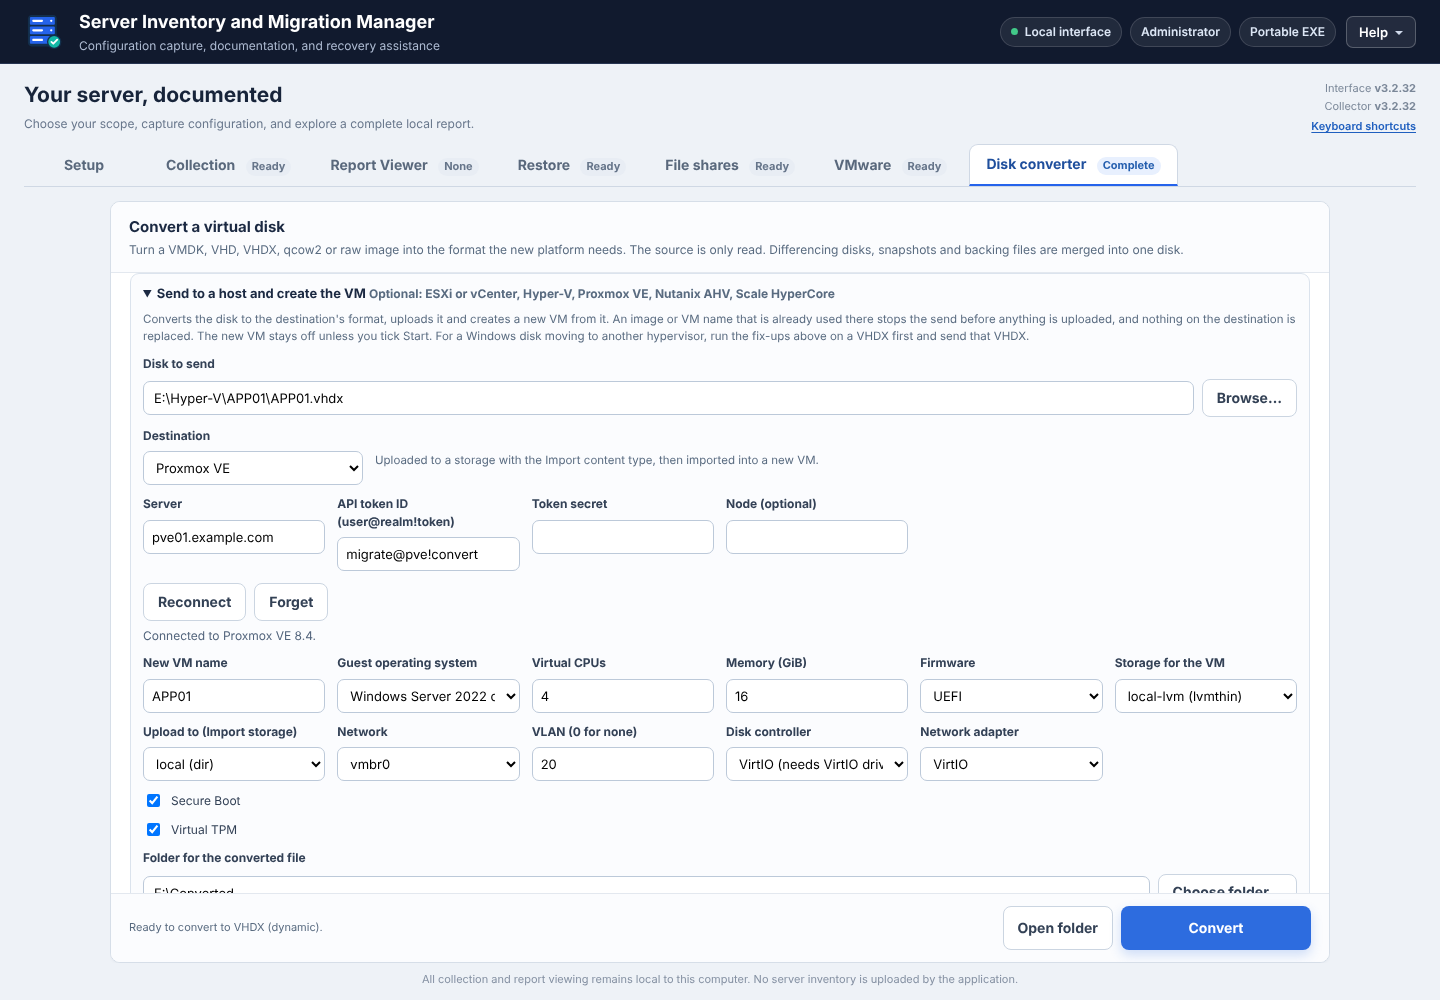 Server Inventory and Migration Manager
Configuration capture, documentation, and recovery assistance
Local interface
Administrator
Portable EXE
Help
Your server, documented
Choose your scope, capture configuration, and explore a complete local report.
Interface v3.2.32
Collector v3.2.32
Keyboard shortcuts
Setup
Collection Ready
Report Viewer None
Restore Ready
File shares Ready
VMware Ready
Disk converter Complete
Convert a virtual disk
Turn a VMDK, VHD, VHDX, qcow2 or raw image into the format the new platform needs. The source is only read. Differencing disks, snapshots and backing files are merged into one disk.
Send to a host and create the VM Optional: ESXi or vCenter, Hyper-V, Proxmox VE, Nutanix AHV, Scale HyperCore
Converts the disk to the destination's format, uploads it and creates a new VM from it. An image or VM name that is already used there stops the send before anything is uploaded, and nothing on the destination is
replaced. The new VM stays off unless you tick Start. For a Windows disk moving to another hypervisor, run the fix-ups above on a VHDX first and send that VHDX.
Disk to send
E:\Hyper-V\APP01\APP01.vhdx
Browse...
Destination
Proxmox VE
Uploaded to a storage with the Import content type, then imported into a new VM.
Server
API token ID
(user@realm!token)
Token secret
Node (optional)
pve01.example.com
migrate@pve!convert
Reconnect
Forget
Connected to Proxmox VE 8.4.
New VM name
Guest operating system
Virtual CPUs
Memory (GiB)
Firmware
Storage for the VM
APP01
Windows Server 2022 c
4
16
UEFI
local-lvm (lvmthin)
Upload to (Import storage)
Network
VLAN (0 for none)
Disk controller
Network adapter
local (dir)
vmbr0
20
VirtIO (needs VirtIO driv
VirtIO
Secure Boot
Virtual TPM
Folder for the converted file
E:\Converted
Choose folder...
Ready to convert to VHDX (dynamic).
Open folder
Convert
All collection and report viewing remains local to this computer. No server inventory is uploaded by the application.